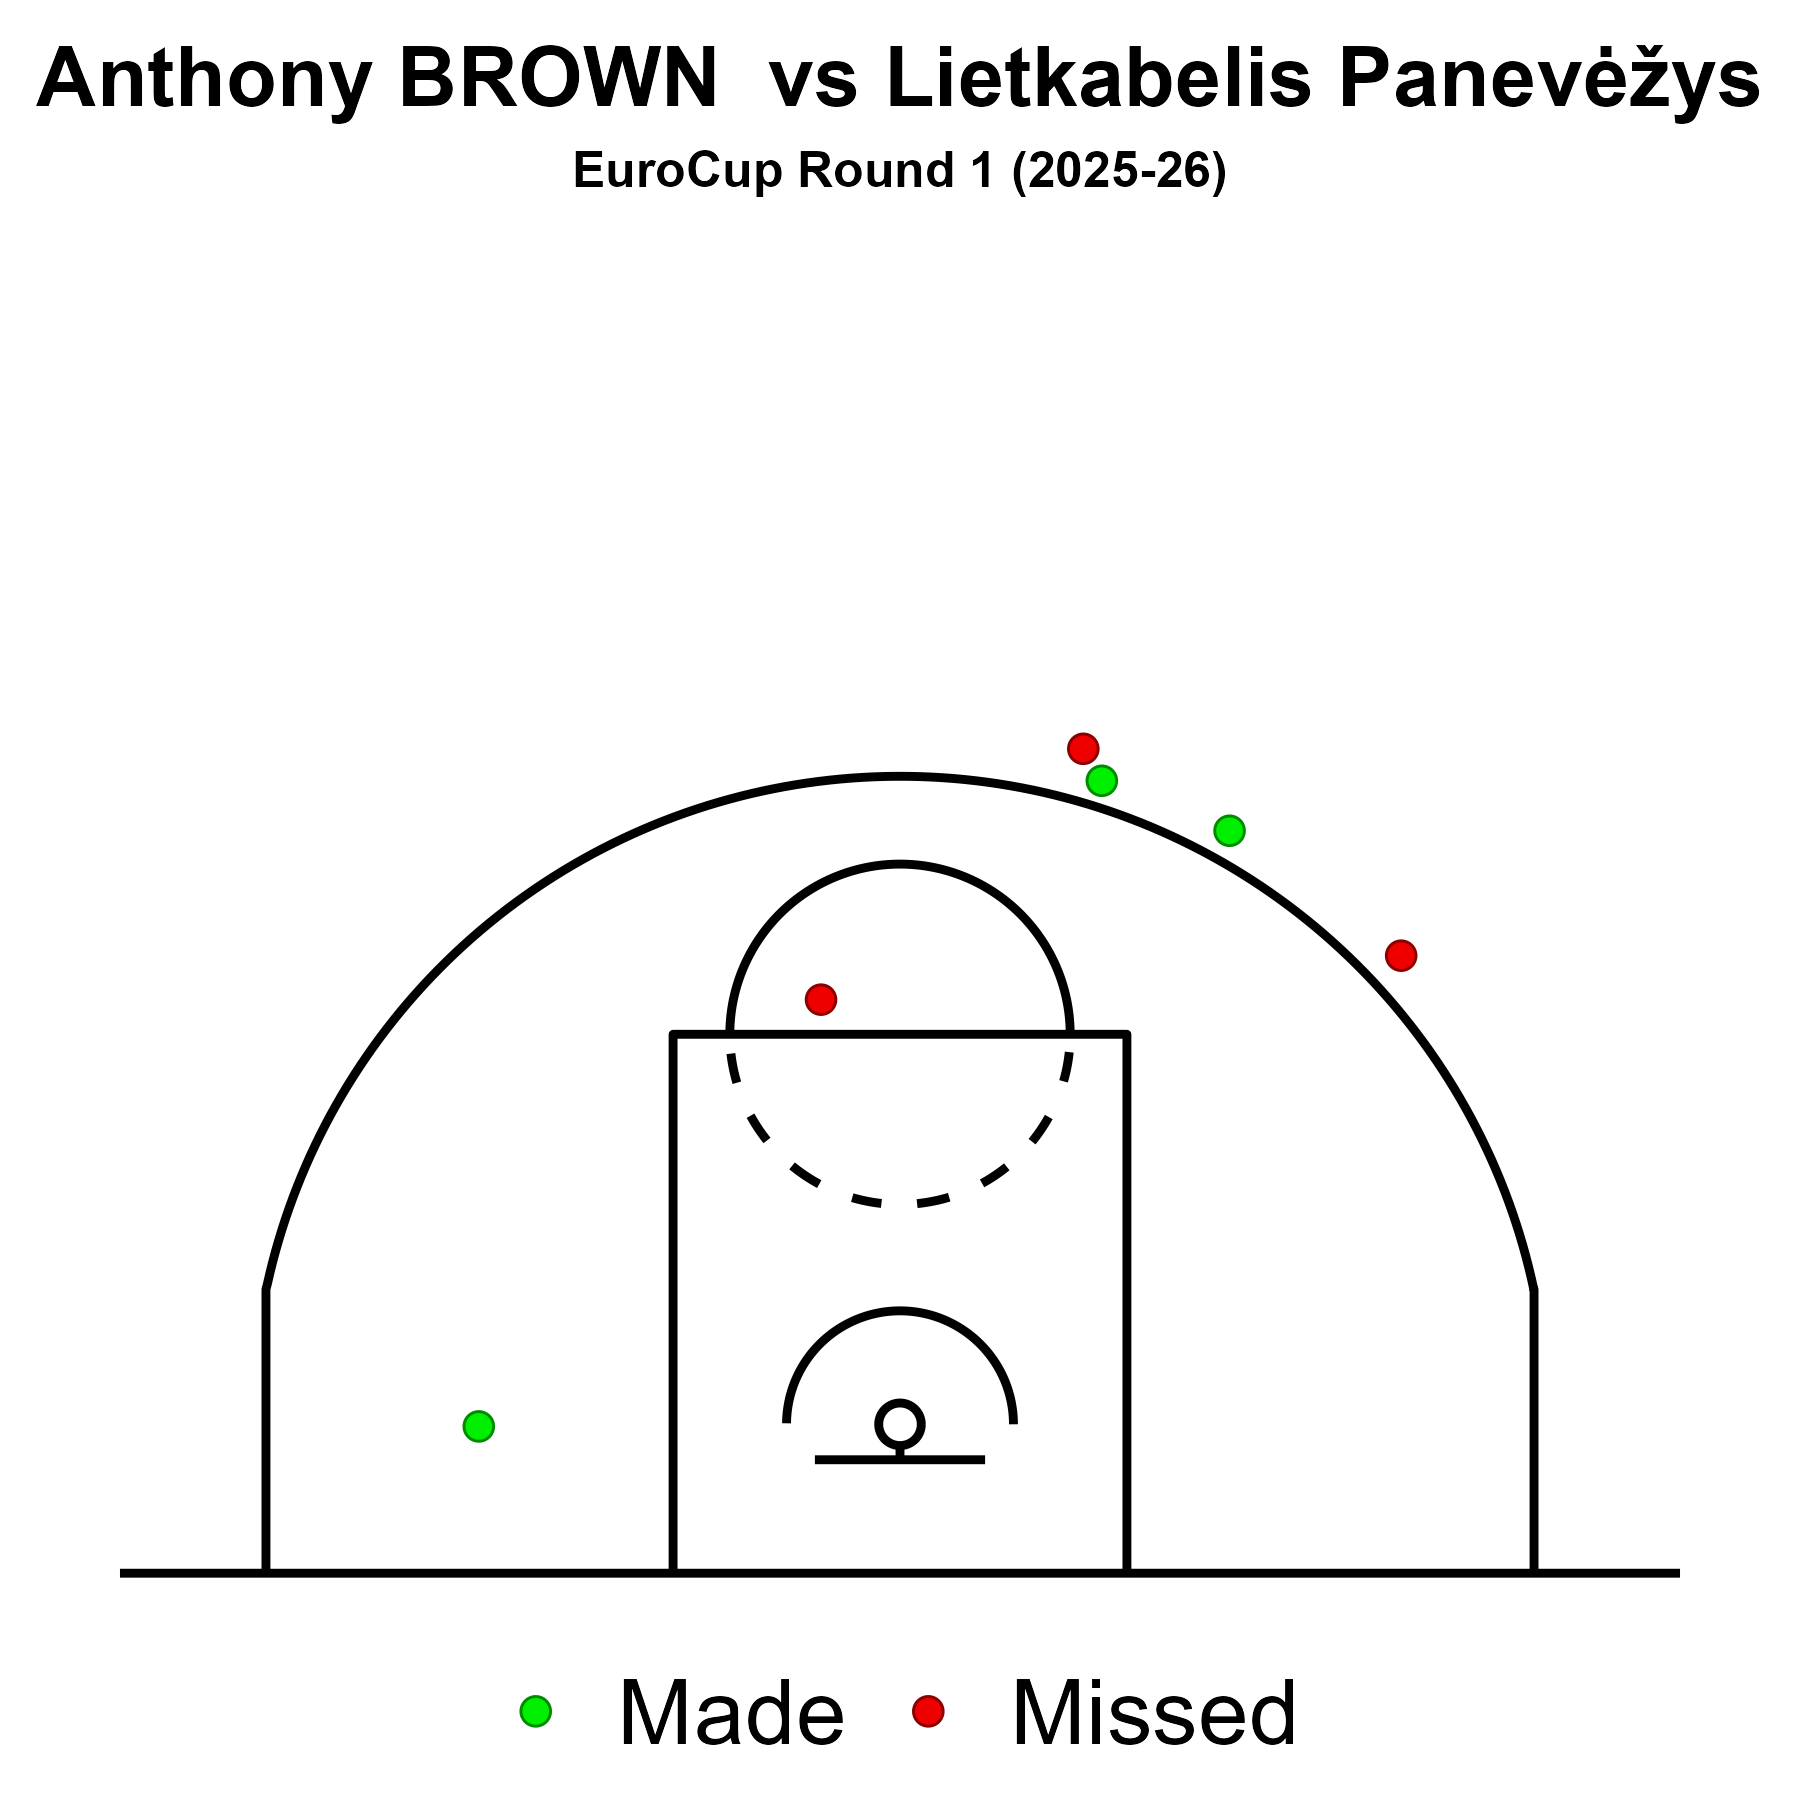 Anthony BROWN  vs Lietkabelis Panevėžys
EuroCup Round 1 (2025-26)
Made Missed